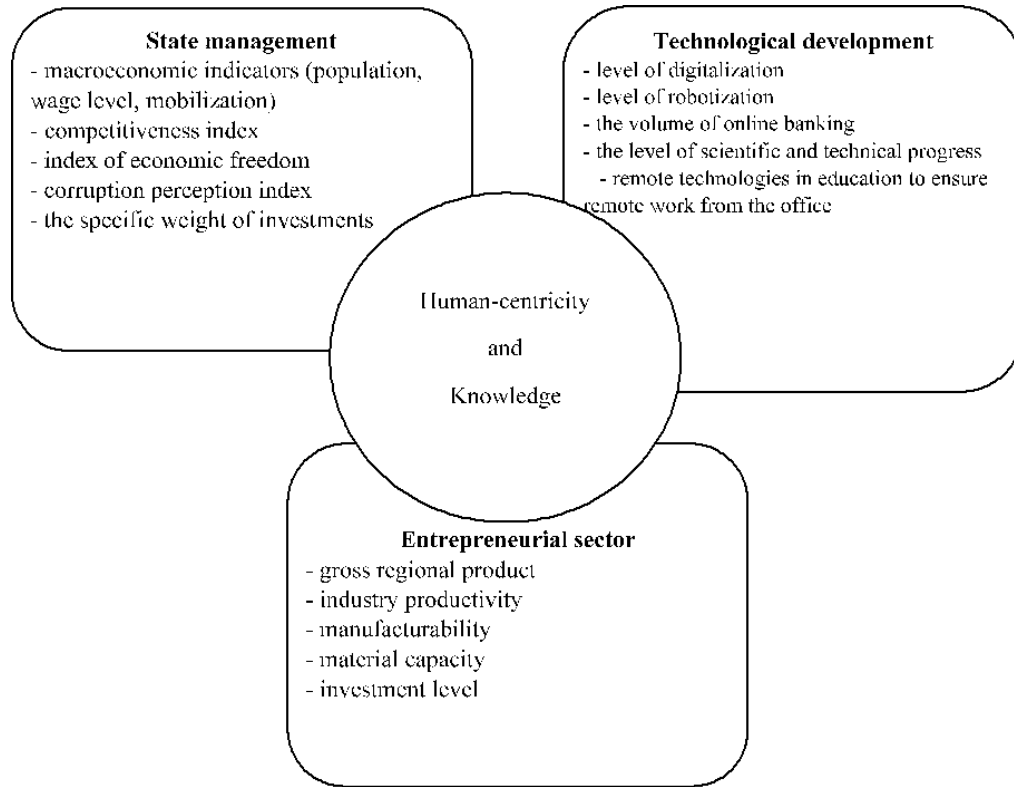 State management
- macroeconomic indicators (population,
wage level, mobilization)
- competitiveness index
- index of economic freedom
- corruption perception index
- the specific weight of investments
Technological development
- level of digitalization
- level of robotization
- the volume of online banking
- the level of scientific and technical progress
- remote technologies in education to ensure
remote work from the office
Human-centricity
and
Knowledge
Entrepreneurial sector
- gross regional product
- industry productivity
- manufacturability
- material capacity
- investment level